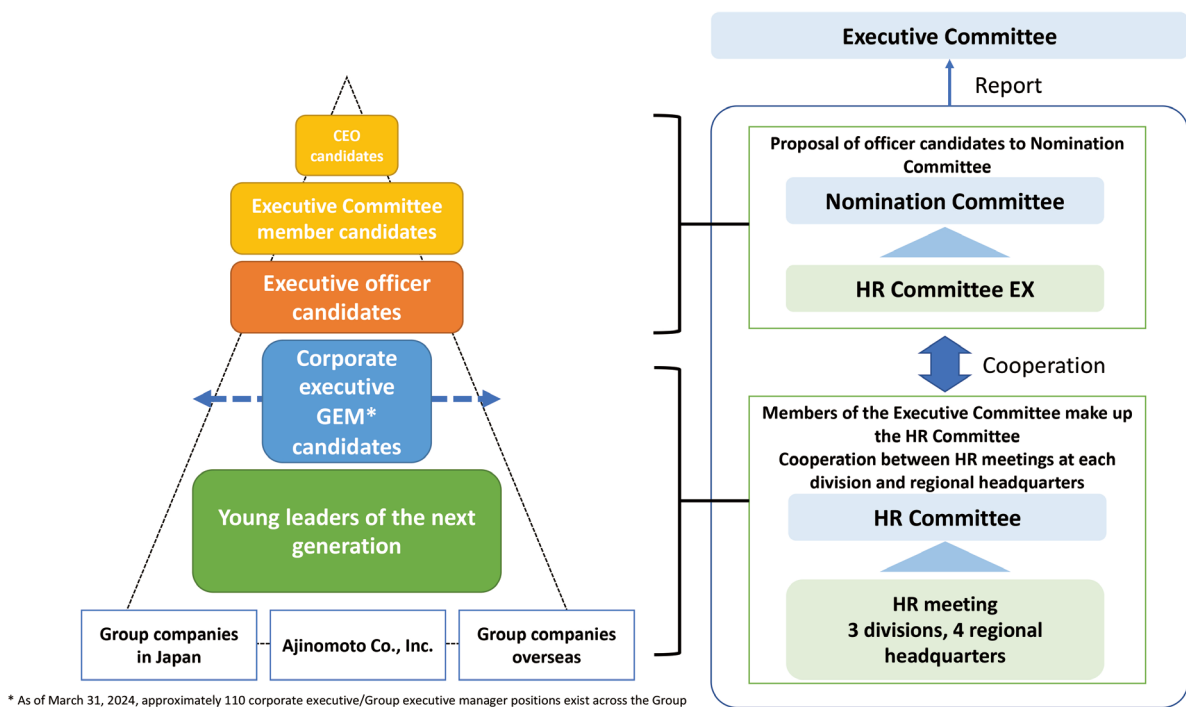 CEO
candidates
Executive Committee
member candidates
Executive officer
candidates
Corporate
executive
GEM*
candidates
Young leaders of the next
generation
Group companies
in Japan
Ajinomoto Co., Inc.
Group companies
overseas
Executive Committee
Report
Proposal of officer candidates to Nomination
Committee
Nomination Committee
HR Committee EX
Cooperation
Members of the Executive Committee make up
the HR Committee
Cooperation between HR meetings at each
division and regional headquarters
HR Committee
HR meeting
3 divisions, 4 regional
headquarters
* As of March 31, 2024, approximately 110 corporate executive/Group executive manager positions exist across the Group